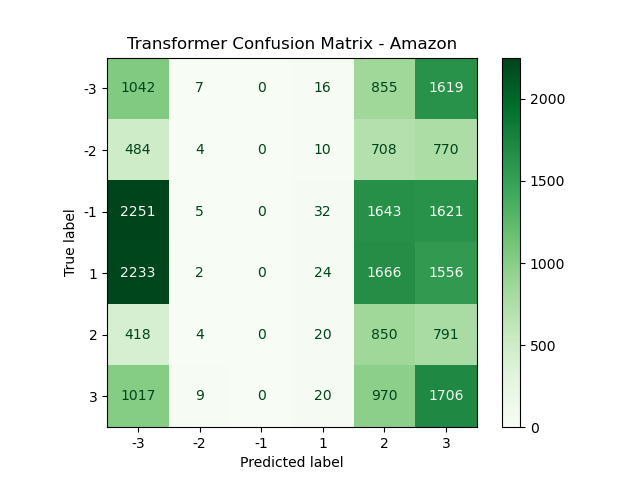 Transformer Confusion Matrix - Amazon
True label
-3 1042 7 0 16 855 1619
-2 484 4 0 10 708 770
-1 2251 5 0 32 1643 1621
1 2233 2 0 24 1666 1556
2 418 4 0 20 850 791
3 1017 9 0 20 970 1706
-3 -2 -1 1 2 3
Predicted label
2000
1500
1000
500
0